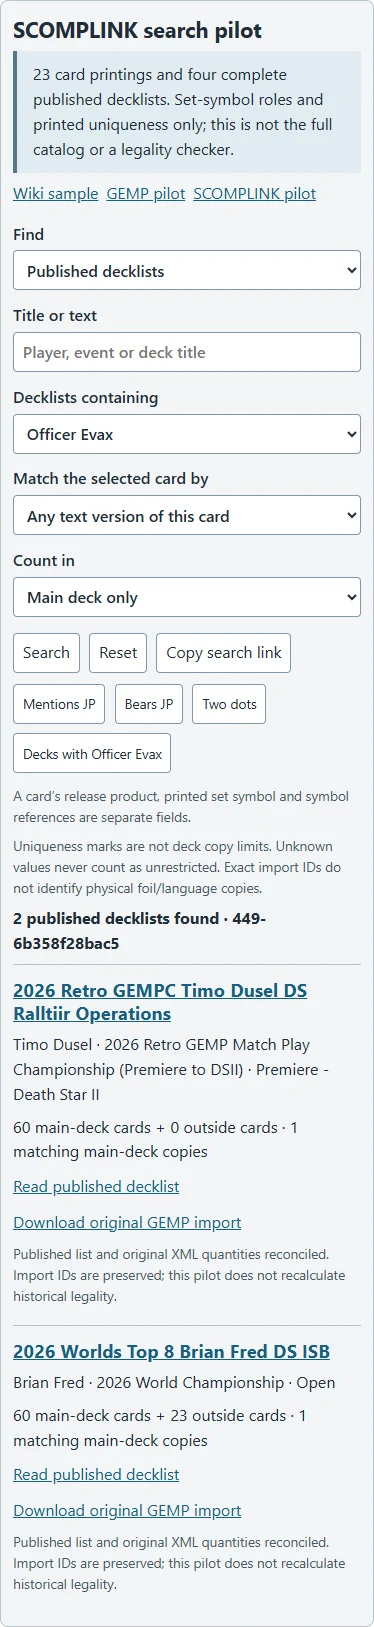 SCOMPLINK search pilot
23 card printings and four complete
published decklists. Set-symbol roles and
printed uniqueness only; this is not the full
catalog or a legality checker.
Wiki sample GEMP pilot SCOMPLINK pilot
Find
Published decklists
Title or text
Player, event or deck title
Decklists containing
Officer Evax
Match the selected card by
Any text version of this card
Count in
Main deck only
Search Reset Copy search link
Mentions JP Bears JP Two dots
Decks with Officer Evax
A card's release product, printed set symbol and symbol
references are separate fields.
Uniqueness marks are not deck copy limits. Unknown
values never count as unrestricted. Exact import IDs do
not identify physical foil/language copies.
2 published decklists found · 449-
6b358f28bac5
2026 Retro GEMPC Timo Dusel DS
Ralltiir Operations
Timo Dusel · 2026 Retro GEMP Match Play
Championship (Premiere to DSII) · Premiere -
Death Star II
60 main-deck cards + 0 outside cards · 1
matching main-deck copies
Read published decklist
Download original GEMP import
Published list and original XML quantities reconciled.
Import IDs are preserved; this pilot does not recalculate
historical legality.
2026 Worlds Top 8 Brian Fred DS ISB
Brian Fred · 2026 World Championship · Open
60 main-deck cards + 23 outside cards · 1
matching main-deck copies
Read published decklist
Download original GEMP import
Published list and original XML quantities reconciled.
Import IDs are preserved; this pilot does not recalculate
historical legality.